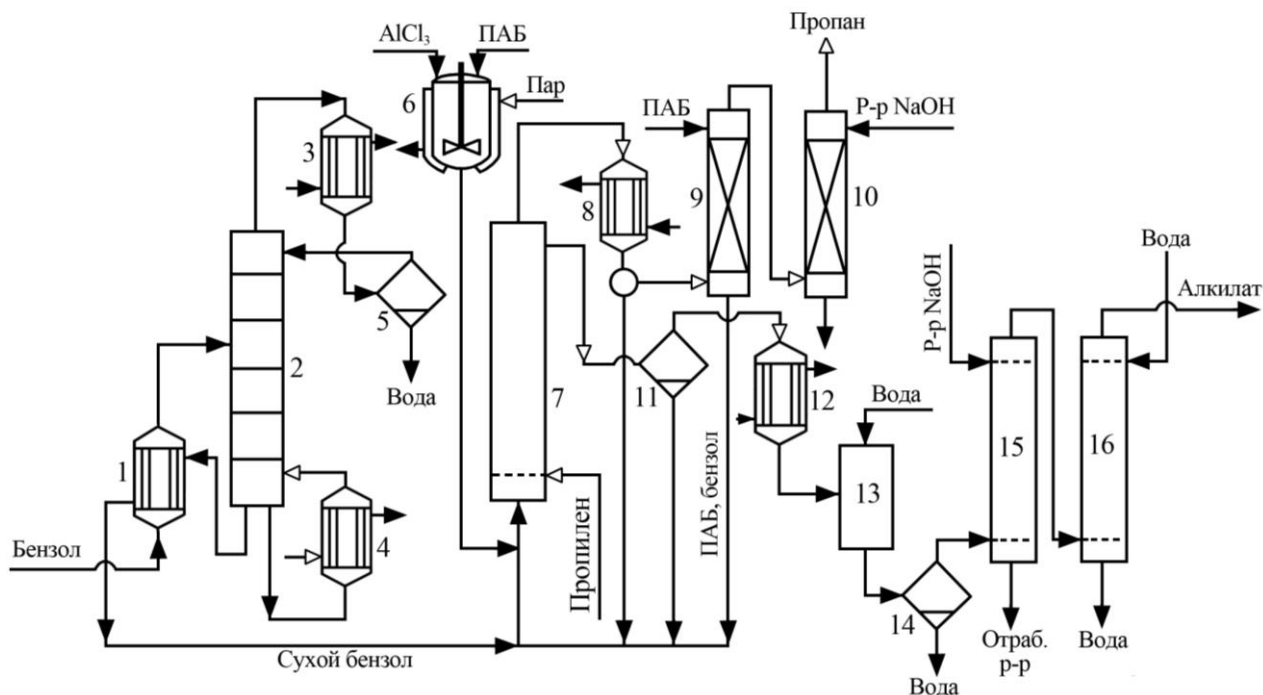 Пропан
AlCl₃
ПАБ
Пар
6
ПАБ
Р-р NaOH
3
8
9
10
Вода
Р-р NaOH
Алкилат
5
2
Вода
7
11
12
Вода
1
15
16
13
4
Бензол
Пропилен
ПАБ, бензол
14
Сухой бензол
Отраб.
р-р
Вода
Вода